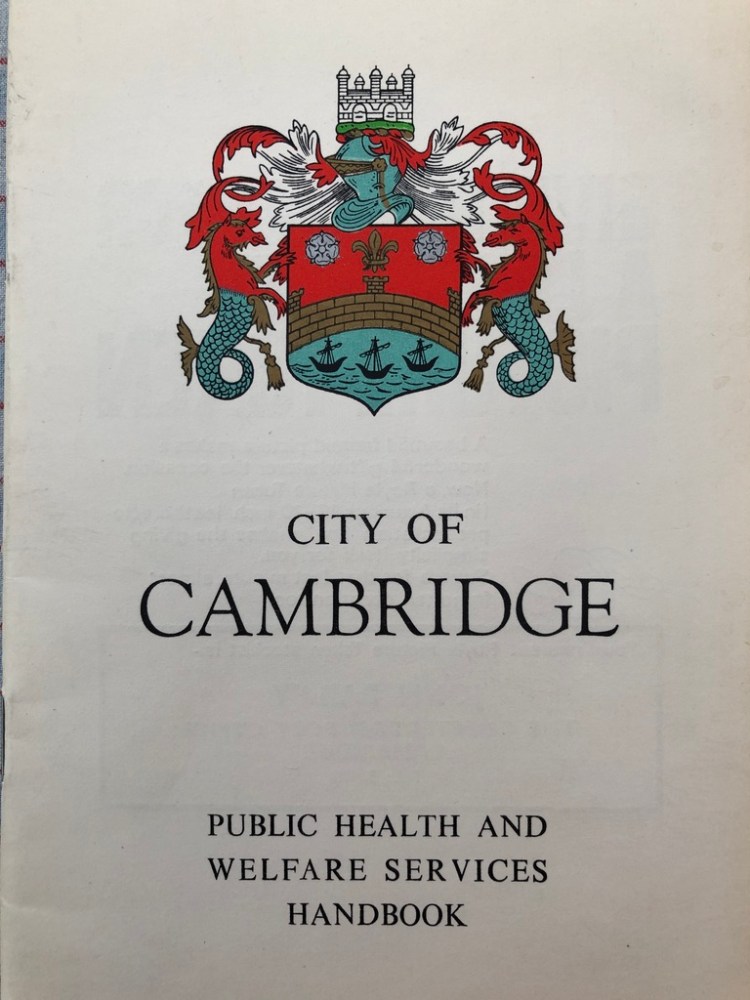 CITY OF
CAMBRIDGE
PUBLIC HEALTH AND
WELFARE SERVICES
HANDBOOK